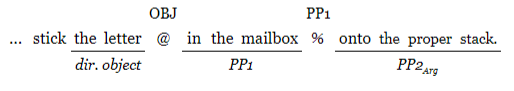 OBJ PP1
... stick the letter @ in the mailbox % onto the proper stack.
dir. object PP1 PP2Arg